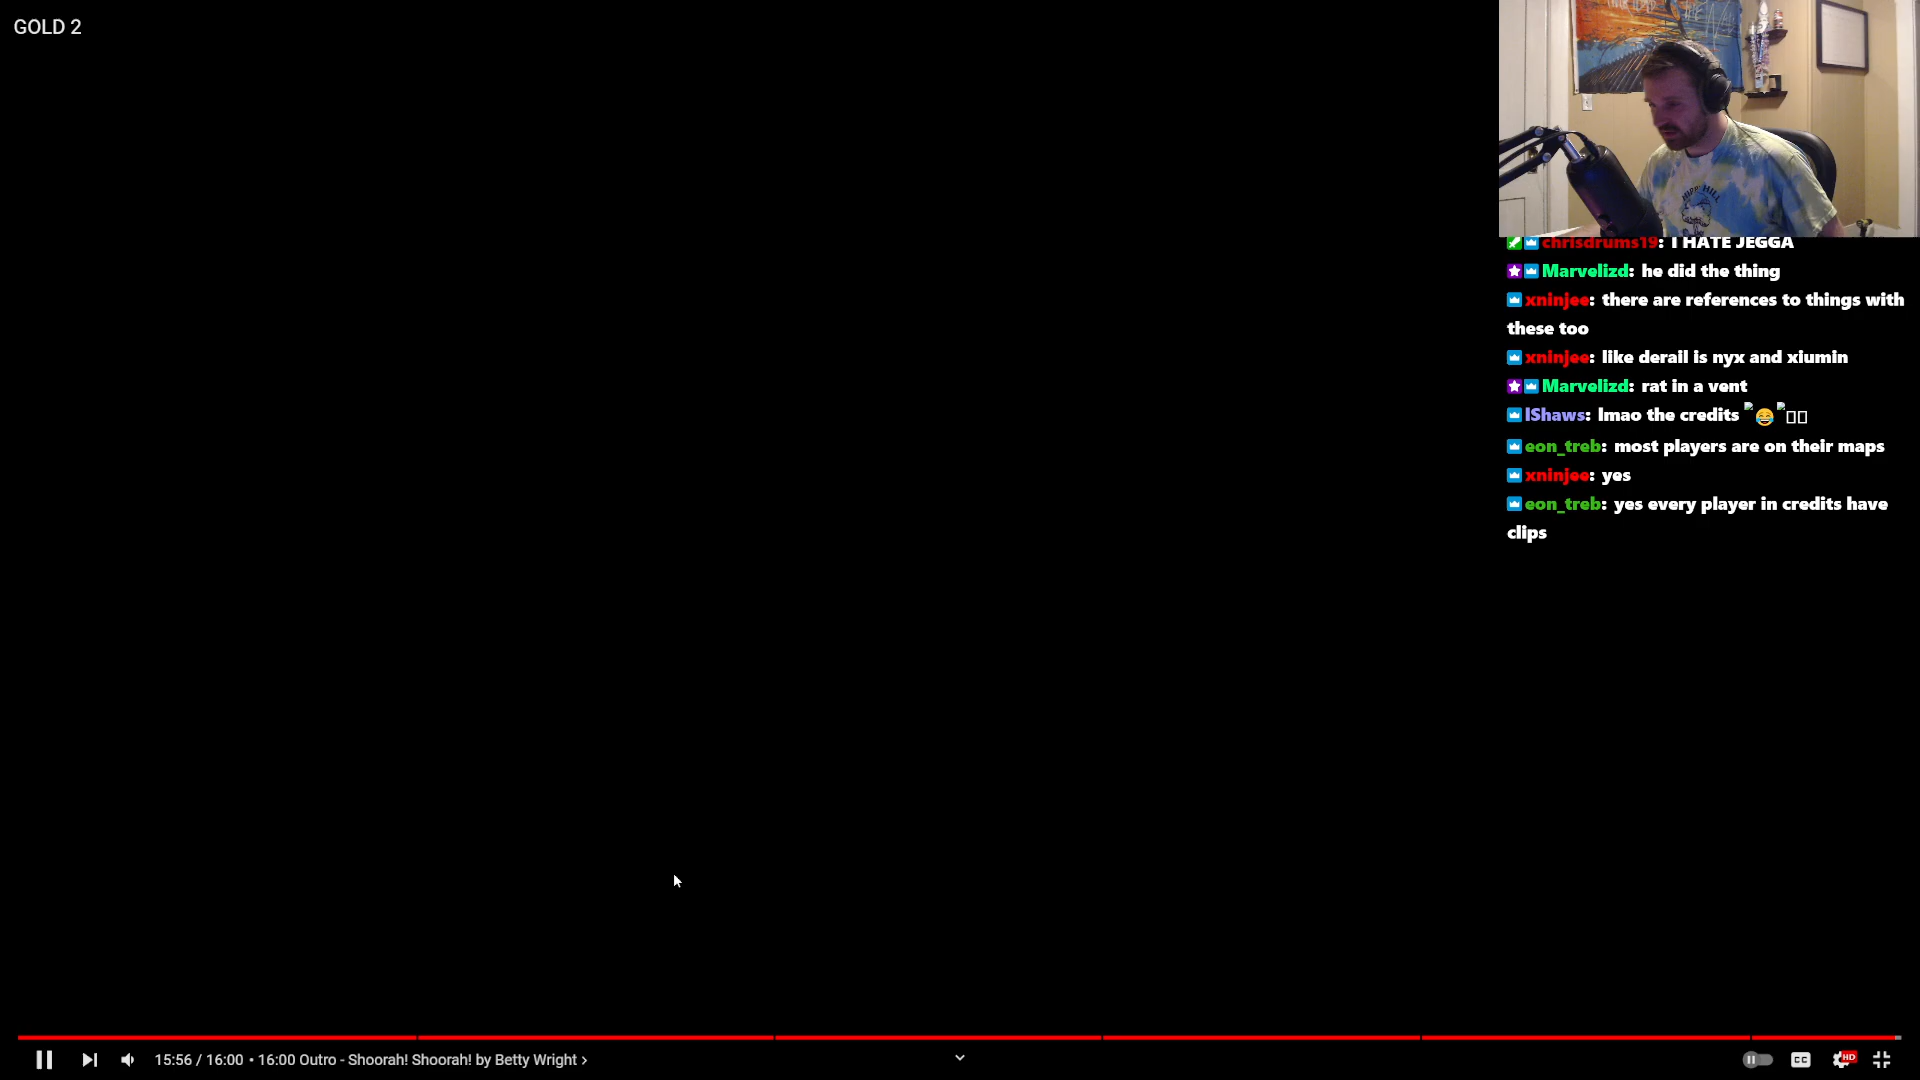 GOLD 2
chrisdrums19: I HATE JEGGA
Marvelizd: he did the thing
xninjee: there are references to things with
these too
xninjee: like derail is nyx and xiumin
Marvelizd: rat in a vent
lShaws: lmao the credits 😂
eon_treb: most players are on their maps
xninjee: yes
eon_treb: yes every player in credits have
clips
15:56 / 16:00 • 16:00 Outro - Shoorah! Shoorah! by Betty Wright >
CC
HD